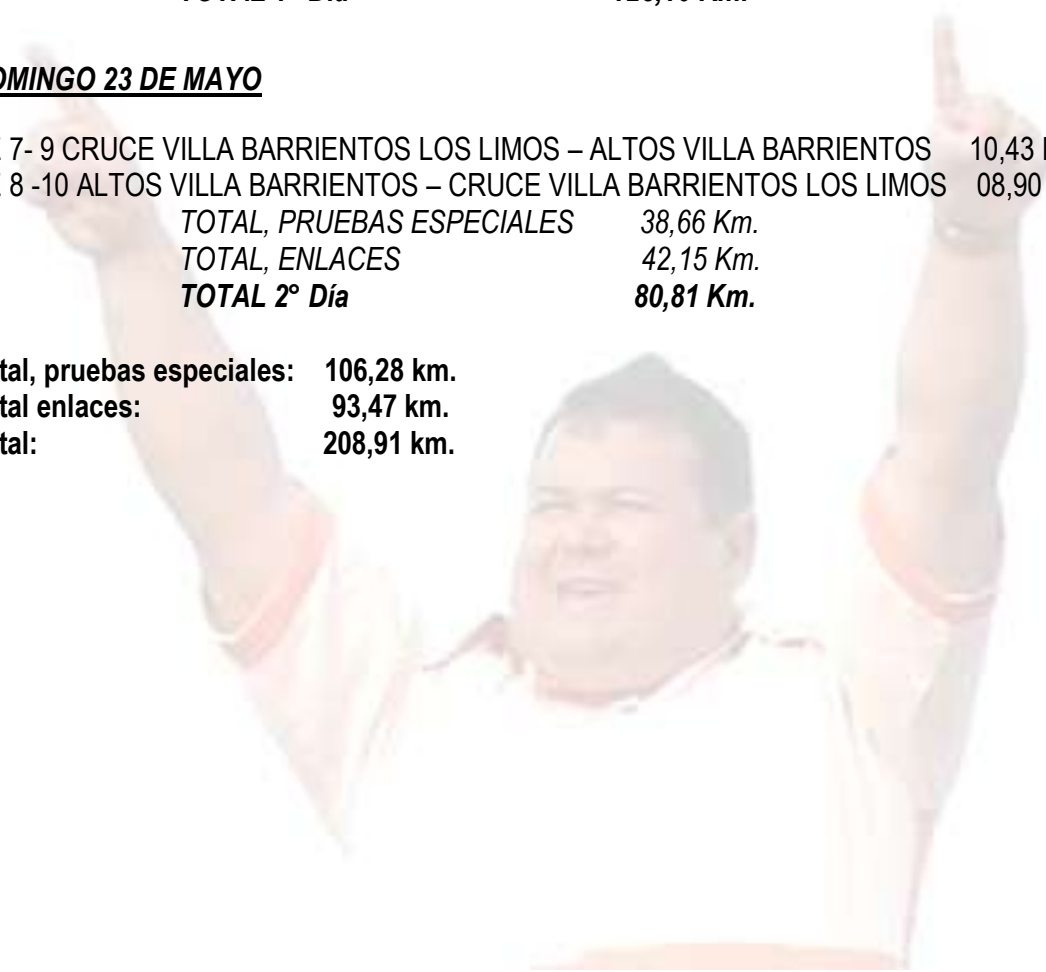 OMINGO 23 DE MAYO
7- 9 CRUCE VILLA BARRIENTOS LOS LIMOS – ALTOS VILLA BARRIENTOS 10,43
8 -10 ALTOS VILLA BARRIENTOS – CRUCE VILLA BARRIENTOS LOS LIMOS 08,90
TOTAL, PRUEBAS ESPECIALES 38,66 Km.
TOTAL, ENLACES 42,15 Km.
TOTAL 2° Día 80,81 Km.
tal, pruebas especiales: 106,28 km.
tal enlaces: 93,47 km.
tal: 208,91 km.